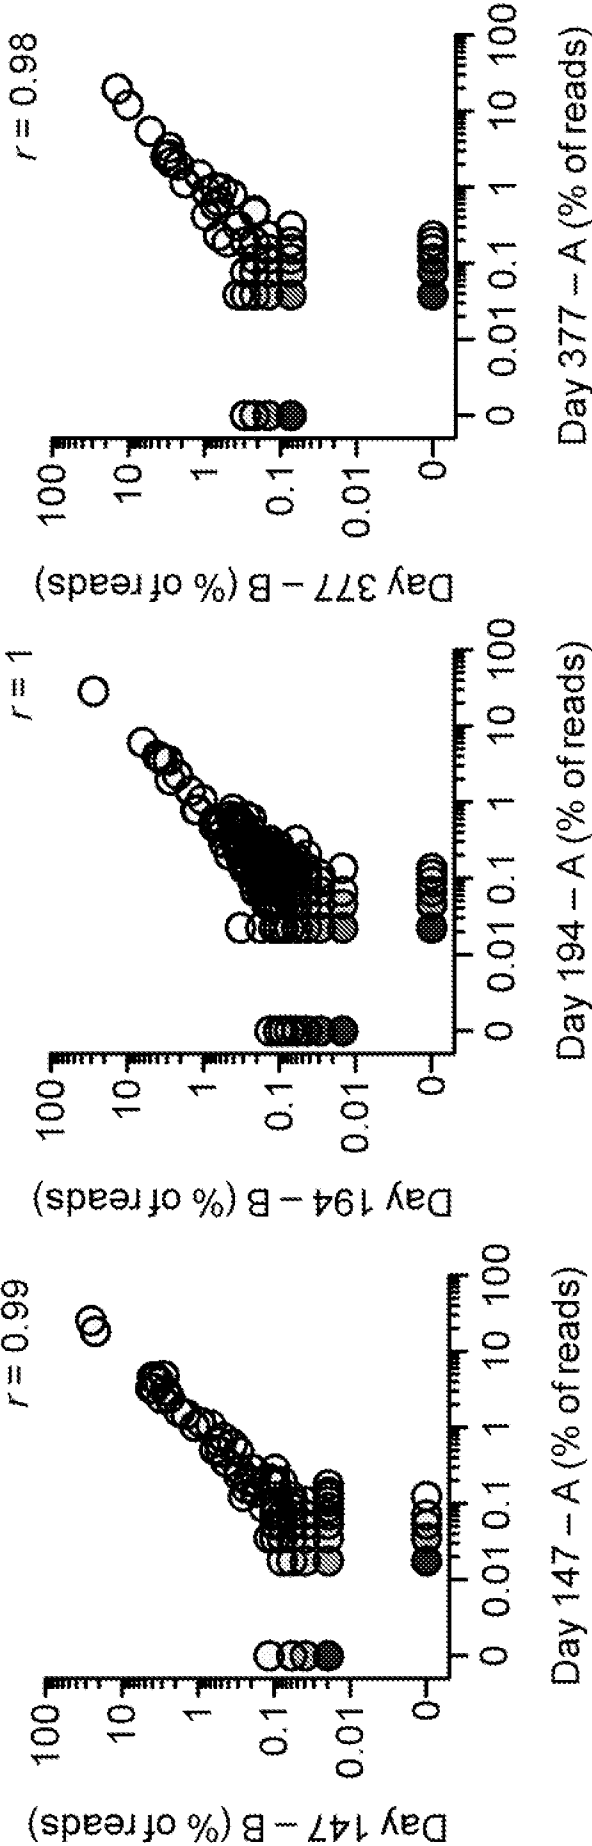 r = 0.99
100
10
1
0.1
0.01
0
Day 147 – B (% of reads)
0 0.01 0.1 1 10 100
Day 147 – A (% of reads)
r = 1
100
10
1
0.1
0.01
0
Day 194 – B (% of reads)
0 0.01 0.1 1 10 100
Day 194 – A (% of reads)
r = 0.98
100
10
1
0.1
0.01
0
Day 377 – B (% of reads)
0 0.01 0.1 1 10 100
Day 377 – A (% of reads)